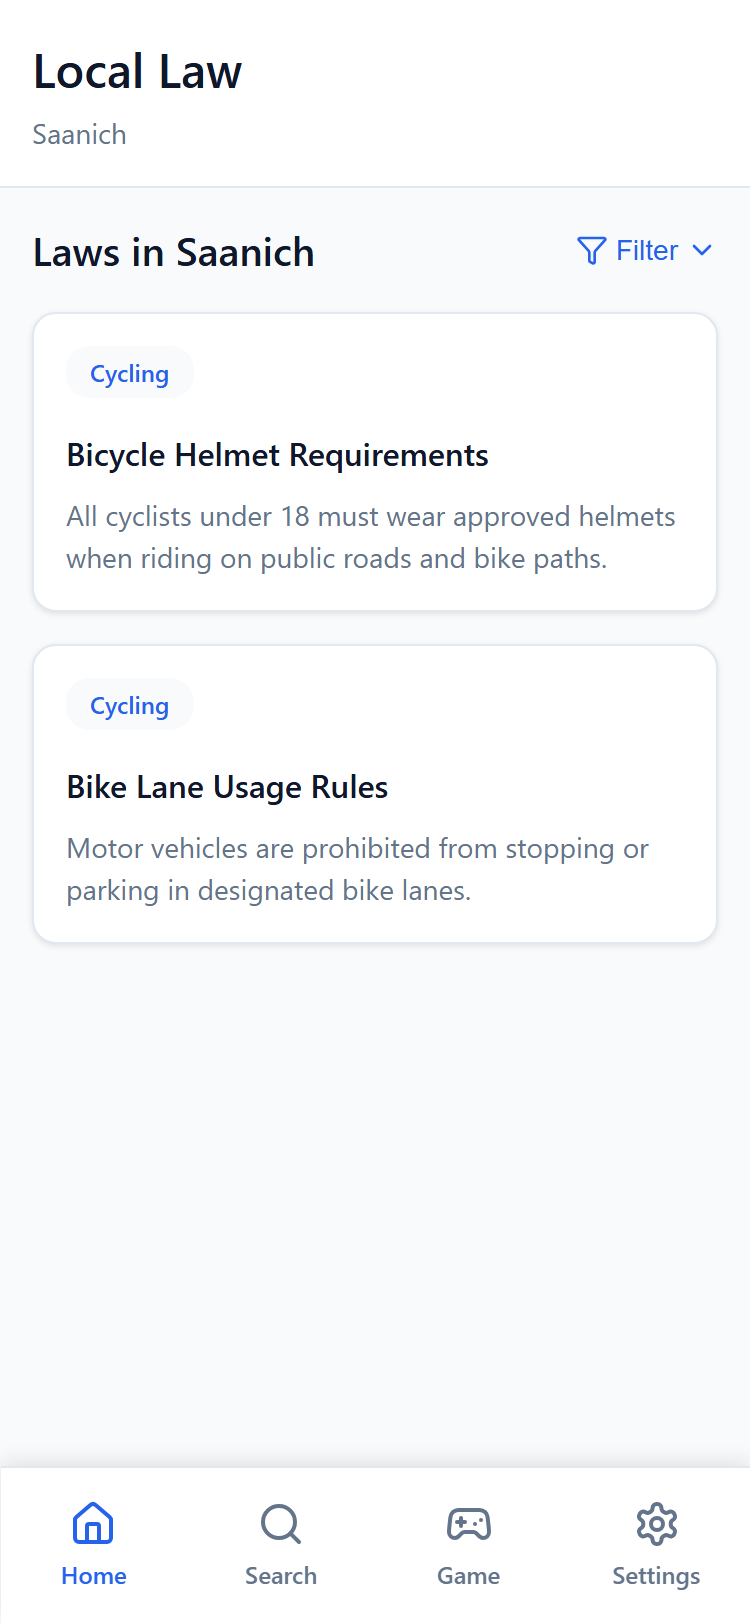 Local Law
Saanich
Laws in Saanich
Filter
Cycling
Bicycle Helmet Requirements
All cyclists under 18 must wear approved helmets
when riding on public roads and bike paths.
Cycling
Bike Lane Usage Rules
Motor vehicles are prohibited from stopping or
parking in designated bike lanes.
Home
Search
Game
Settings